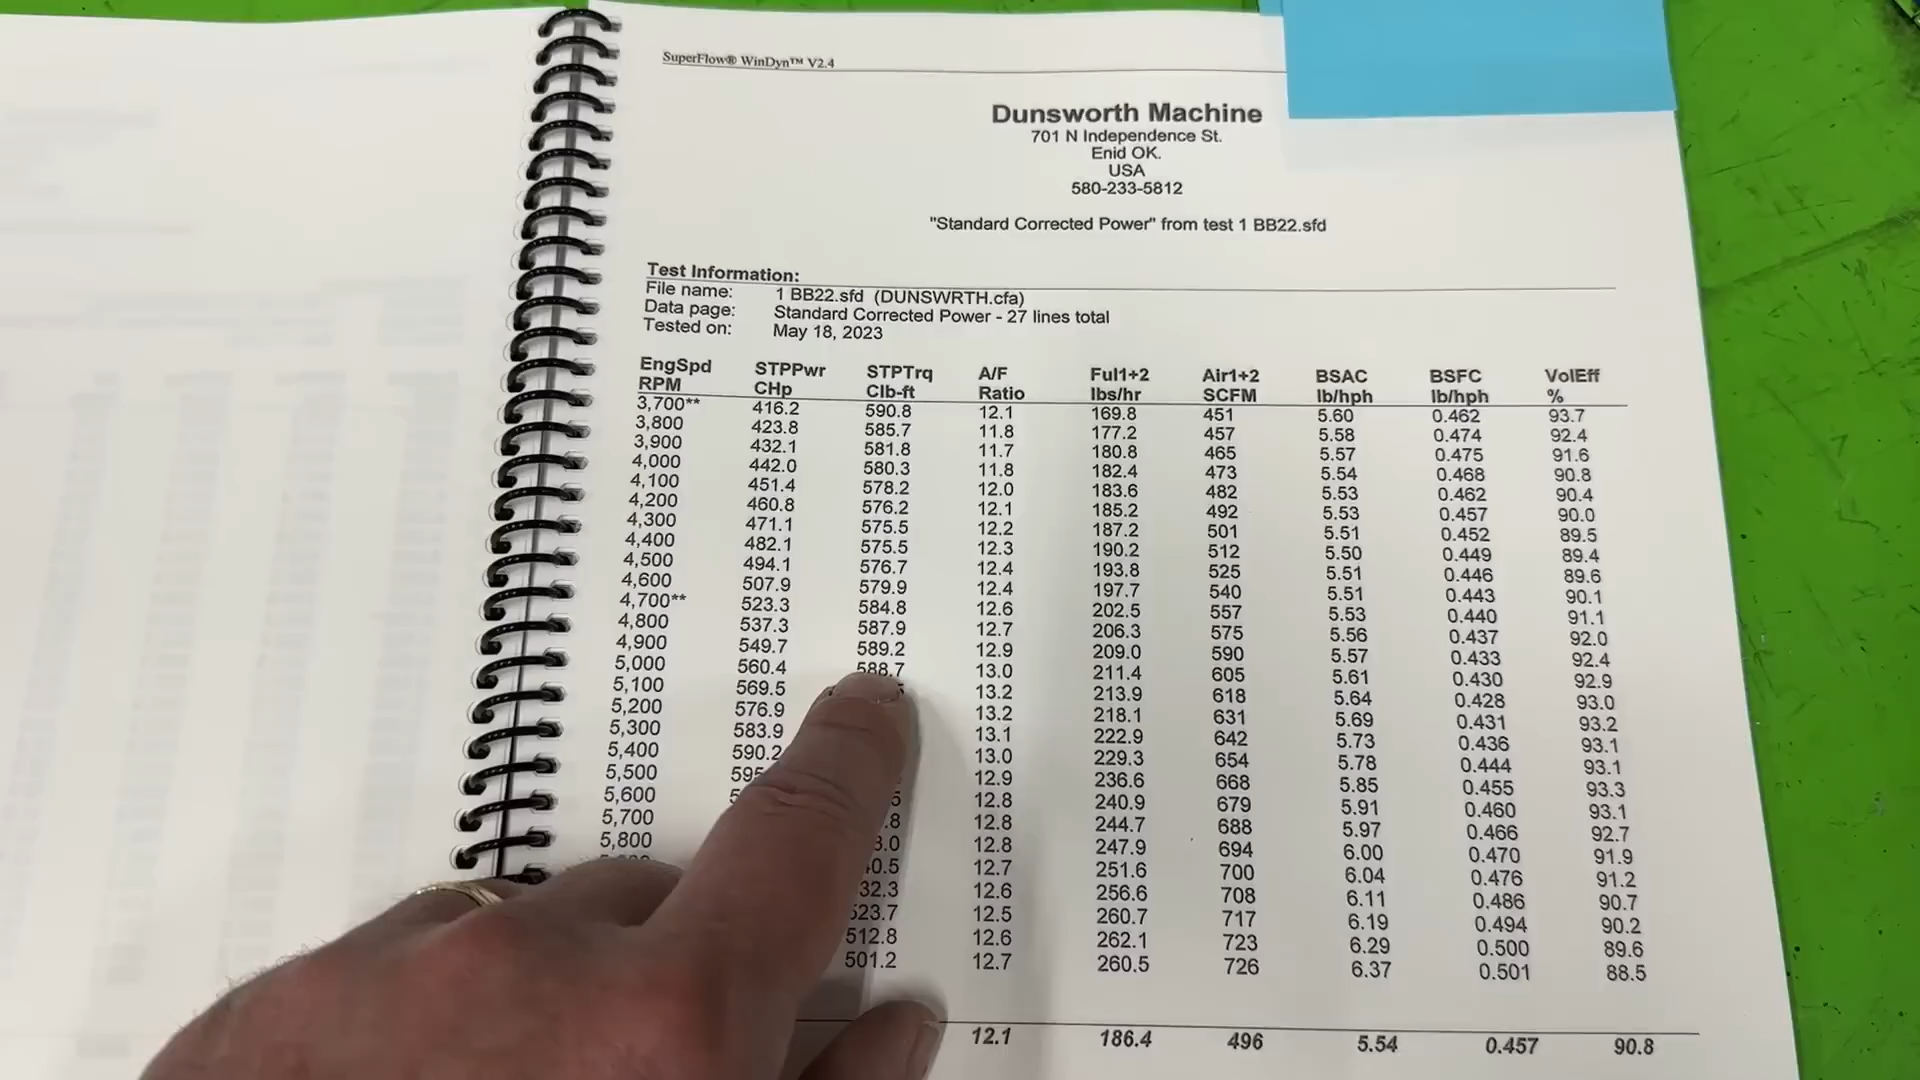 SuperFlow® WinDyn™ V2.4
Dunsworth Machine
701 N Independence St.
Enid OK.
USA
580-233-5812
"Standard Corrected Power" from test 1 BB22.sfd
Test Information:
File name: 1 BB22.sfd (DUNSWRTH.cfa)
Data page: Standard Corrected Power - 27 lines total
Tested on: May 18, 2023
EngSpd STPPwr STPTrq A/F Ful1+2 Air1+2 BSAC BSFC VolEff
RPM CHp Clb-ft Ratio lbs/hr SCFM lb/hph lb/hph %
3,700** 416.2 590.8 12.1 169.8 451 5.60 0.462 93.7
3,800 423.8 585.7 11.8 177.2 457 5.58 0.474 92.4
3,900 432.1 581.8 11.7 180.8 465 5.57 0.475 91.6
4,000 442.0 580.3 11.8 182.4 473 5.54 0.468 90.8
4,100 451.4 578.2 12.0 183.6 482 5.53 0.462 90.4
4,200 460.8 576.2 12.1 185.2 492 5.53 0.457 90.0
4,300 471.1 575.5 12.2 187.2 501 5.51 0.452 89.5
4,400 482.1 575.5 12.3 190.2 512 5.50 0.449 89.4
4,500 494.1 576.7 12.4 193.8 525 5.51 0.446 89.6
4,600 507.9 579.9 12.4 197.7 540 5.51 0.443 90.1
4,700** 523.3 584.8 12.6 202.5 557 5.53 0.440 91.1
4,800 537.3 587.9 12.7 206.3 575 5.56 0.437 92.0
4,900 549.7 589.2 12.9 209.0 590 5.57 0.433 92.4
5,000 560.4 588.7 13.0 211.4 605 5.61 0.430 92.9
5,100 569.5 13.2 213.9 618 5.64 0.428 93.0
5,200 576.9 13.2 218.1 631 5.69 0.431 93.2
5,300 583.9 13.1 222.9 642 5.73 0.436 93.1
5,400 590.2 13.0 229.3 654 5.78 0.444 93.1
5,500 12.9 236.6 668 5.85 0.455 93.3
5,600 12.8 240.9 679 5.91 0.460 93.1
5,700 12.8 244.7 688 5.97 0.466 92.7
5,800 12.8 247.9 694 6.00 0.470 91.9
12.7 251.6 700 6.04 0.476 91.2
12.6 256.6 708 6.11 0.486 90.7
523.7 12.5 260.7 717 6.19 0.494 90.2
512.8 12.6 262.1 723 6.29 0.500 89.6
501.2 12.7 260.5 726 6.37 0.501 88.5
12.1 186.4 496 5.54 0.457 90.8